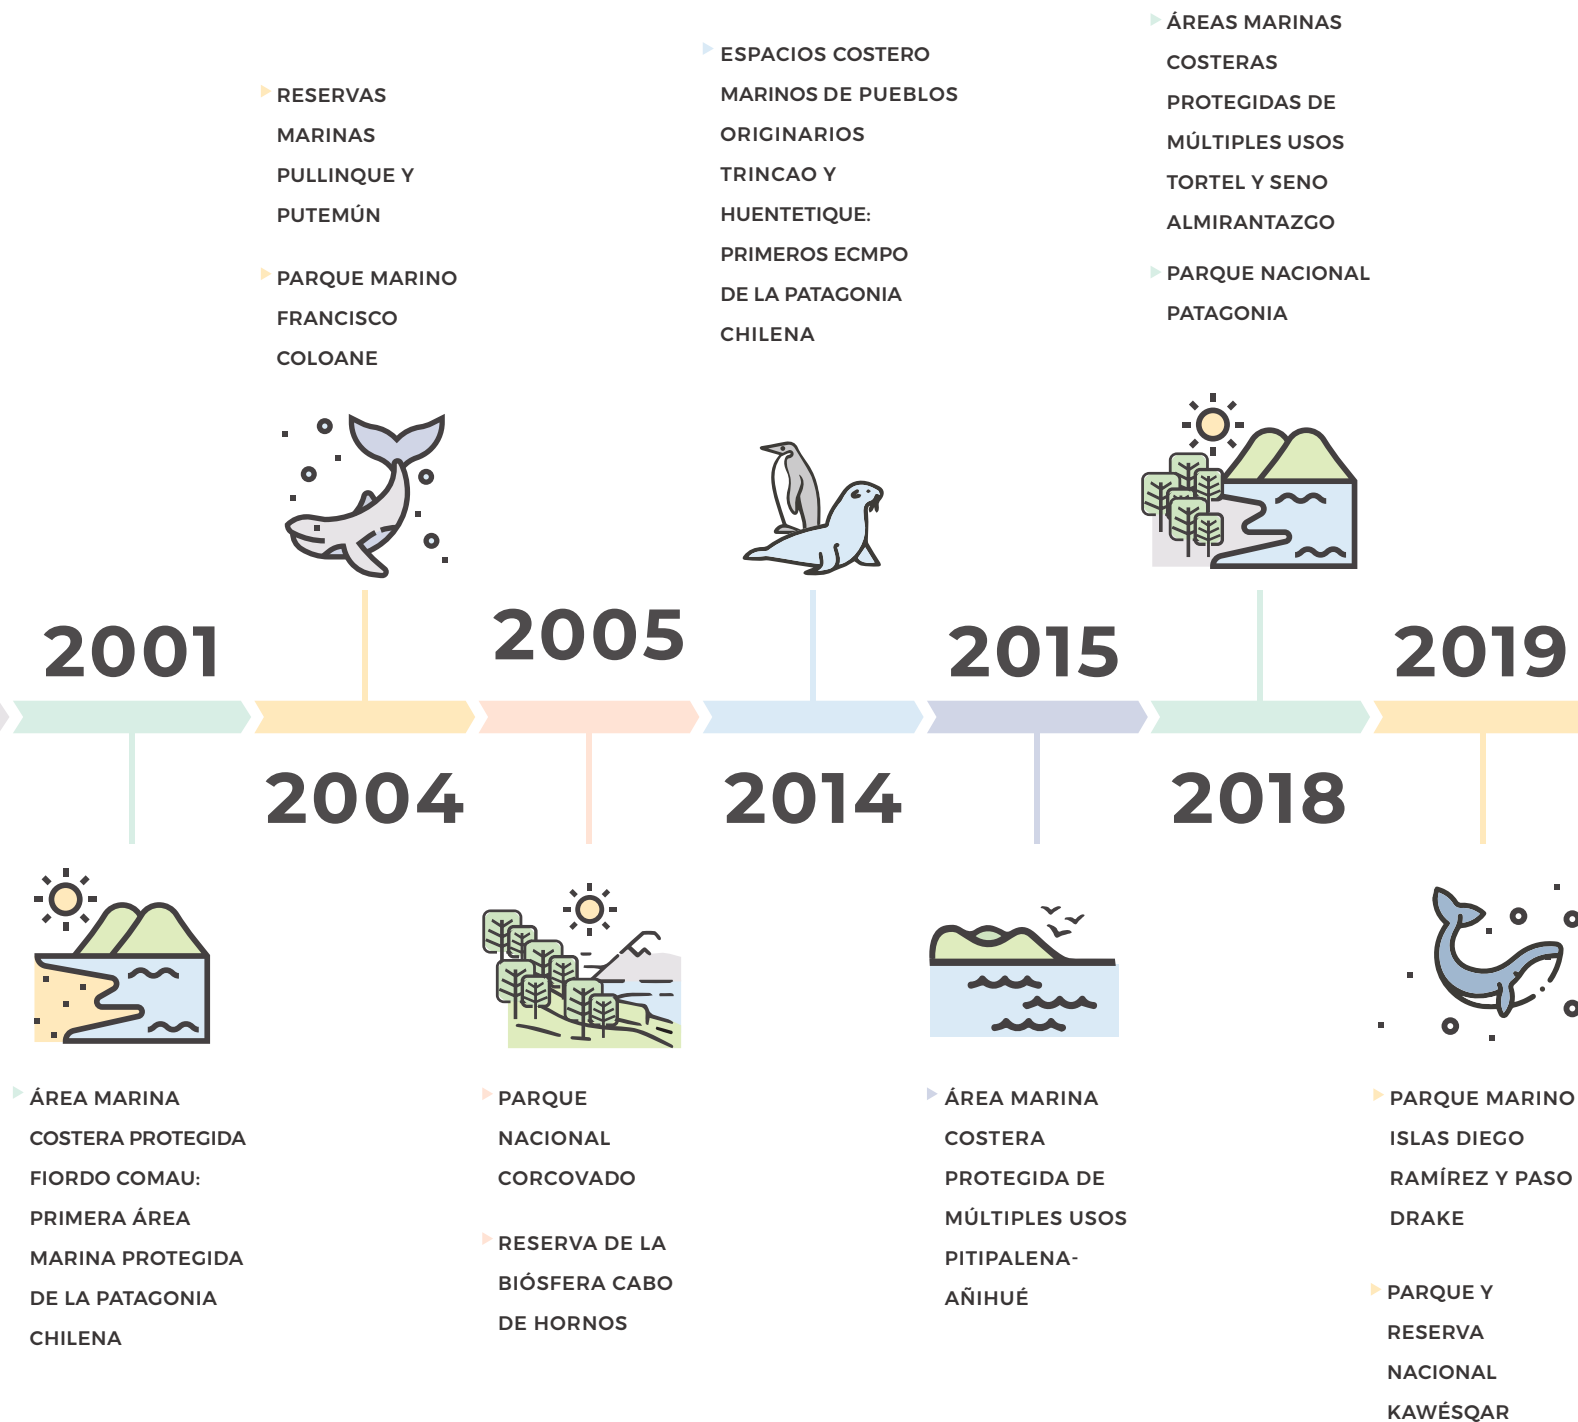 RESERVAS
MARINAS
PULLINQUE Y
PUTEMÚN
PARQUE MARINO
FRANCISCO
COLOANE
ESPACIOS COSTERO
MARINOS DE PUEBLOS
ORIGINARIOS
TRINCAO Y
HUENTETIQUE:
PRIMEROS ECMPO
DE LA PATAGONIA
CHILENA
ÁREAS MARINAS
COSTERAS
PROTEGIDAS DE
MÚLTIPLES USOS
TORTEL Y SENO
ALMIRANTAZGO
PARQUE NACIONAL
PATAGONIA
2001
2005
2015
2019
2004
2014
2018
ÁREA MARINA
COSTERA PROTEGIDA
FIORDO COMAU:
PRIMERA ÁREA
MARINA PROTEGIDA
DE LA PATAGONIA
CHILENA
PARQUE
NACIONAL
CORCOVADO
RESERVA DE LA
BIÓSFERA CABO
DE HORNOS
ÁREA MARINA
COSTERA
PROTEGIDA DE
MÚLTIPLES USOS
PITIPALENA-
AÑIHUÉ
PARQUE MARINO
ISLAS DIEGO
RAMÍREZ Y PASO
DRAKE
PARQUE Y
RESERVA
NACIONAL
KAWÉSQAR